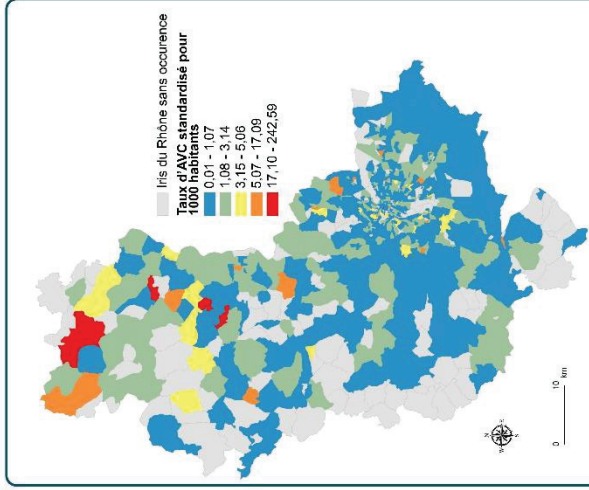 Iris du Rhône sans occurence
Taux d'AVC standardisé pour
1000 habitants
0,01 - 1,07
1,08 - 3,14
3,15 - 5,06
5,07 - 17,09
17,10 - 242,59
N
W
E
S
0
10
km